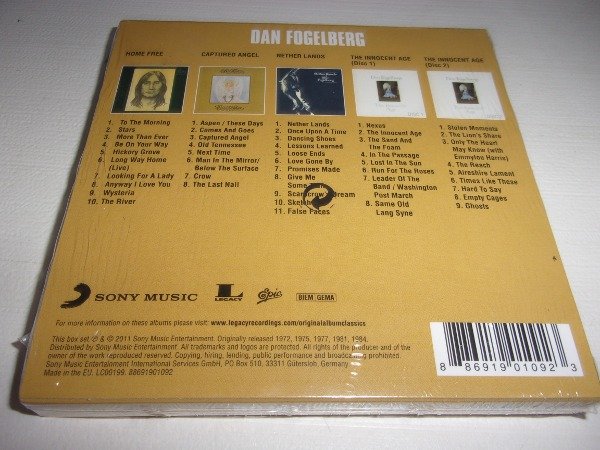 DAN FOGELBERG
HOME FREE
1. To The Morning
2. Stars
3. More Than Ever
4. Be On Your Way
5. Hickory Grove
6. Long Way Home
(Live)
7. Looking For A Lady
8. Anyway I Love You
9. Wysteria
10. The River
CAPTURED ANGEL
1. Aspen / These Days
2. Comes And Goes
3. Captured Angel
4. Old Tennessee
5. Next Time
6. Man In The Mirror/
Below The Surface
7. Crow
8. The Last Nail
NETHER LANDS
1. Nether Lands
2. Once Upon A Time
3. Dancing Shoes
4. Lessons Learned
5. Loose Ends
6. Love Gone By
7. Promises Made
8. Give Me
Some
9. Scarecrow's Dream
10.
11. False Faces
THE INNOCENT AGE
(Disc 1)
1. Nexus
2. The Innocent Age
3. The Sand And
The Foam
4. In The Passage
5. Lost In The Sun
6. Run For The Roses
7. Leader Of The
Band / Washington
Post March
8. Same Old
Lang Syne
THE INNOCENT AGE
(Disc 2)
1. Stolen Moments
2. The Lion's Share
3. Only The Heart
May Know (with
Emmylou Harris)
4. The Reach
5. Aireshire Lament
6. Times Like These
7. Hard To Say
8. Empty Cages
9. Ghosts
SONY MUSIC
L
LEGACY
Epic
BIEM GEMA
For more information on these albums please visit: www.legacyrecordings.com/originalalbumclassics
This box set ℗ & © 2011 Sony Music Entertainment. Originally released 1972, 1975, 1977, 1981, 1984.
Distributed by Sony Music Entertainment. All trademarks and logos are protected. All rights of the producer and of the
owner of the work reproduced reserved. Copying, hiring, lending, public performance and broadcasting prohibited.
Sony Music Entertainment International Services GmbH, PO Box 510, 33311 Gütersloh, Germany.
Made in the EU. LC00199. 88691901092
8 86919 01092 3